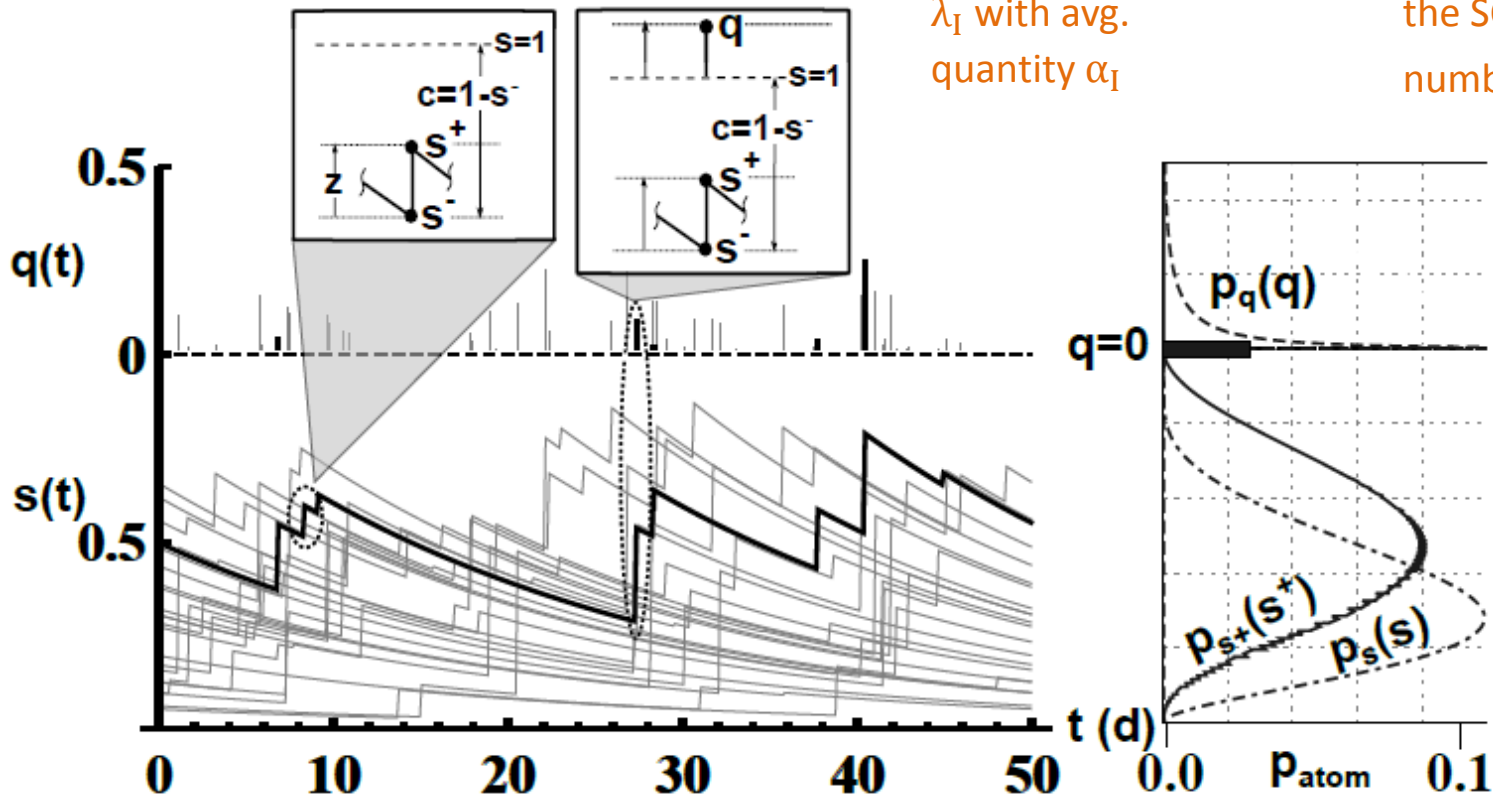 λI with avg.
quantity αI
the S
numb
s=1
c=1-s-
s+
z
s-
q
s=1
c=1-s-
s+
s-
0.5
q(t)
0
s(t)
0.5
0 10 20 30 40 50
t (d)
q=0
pq(q)
ps+(s+)
ps(s)
0.0 patom 0.1